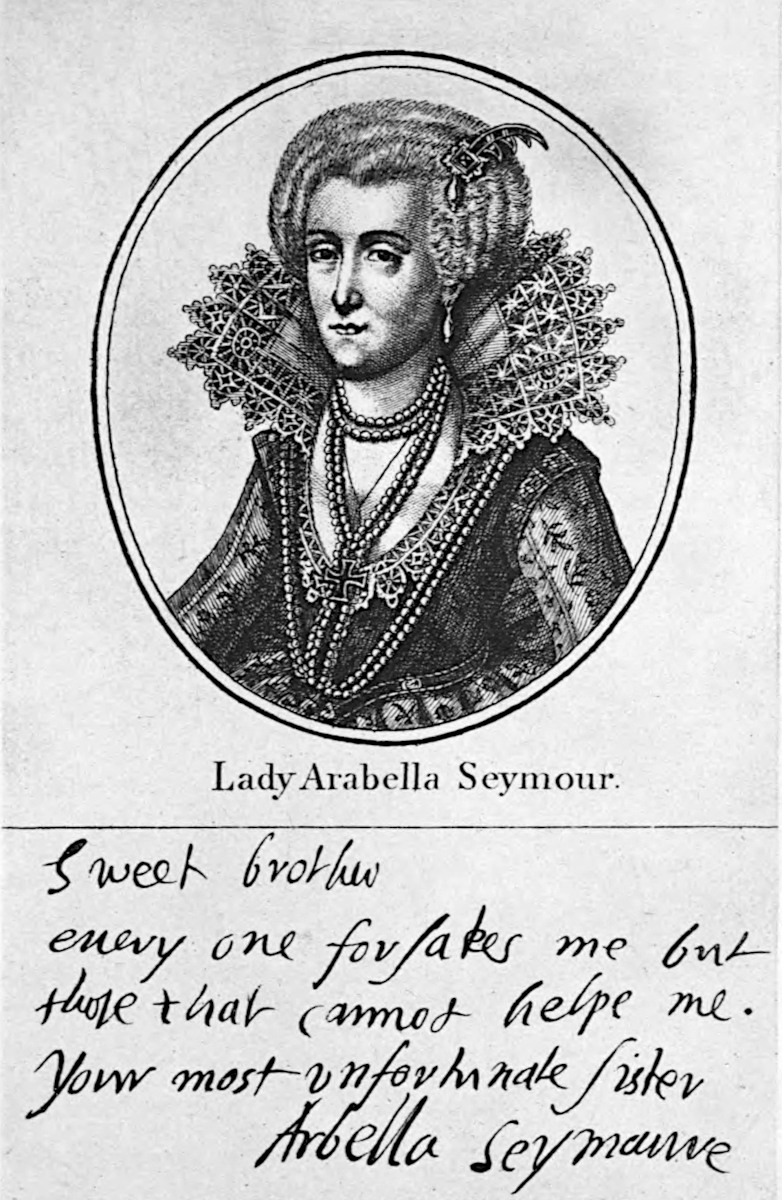 Lady Arabella Seymour.
Sweet brother
euery one forsakes me but
those that cannot helpe me.
Your most unfortunate sister
Arbella Seymaure